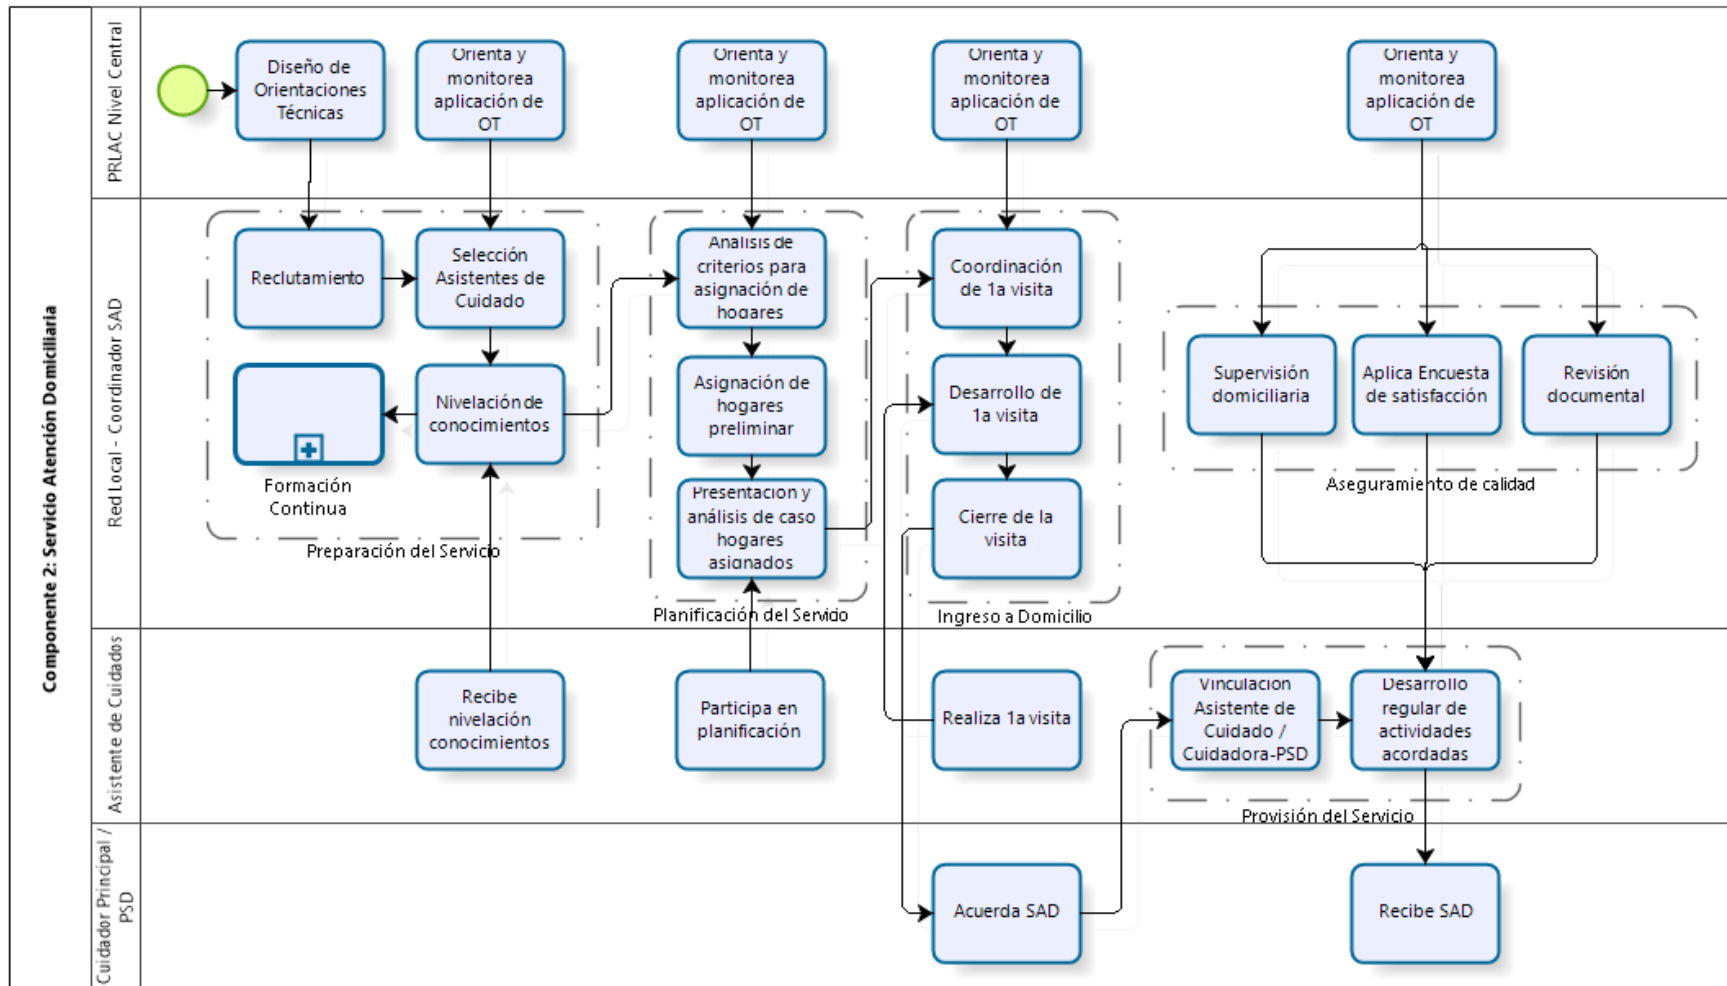 Componente 2: Servicio Atención Domiciliaria
PRLAC Nivel Central
Diseño de
Orientaciones
Técnicas
Orienta y
monitorea
aplicación de
OT
Orienta y
monitorea
aplicación de
OT
Orienta y
monitorea
aplicación de
OT
Orienta y
monitorea
aplicación de
OT
Red Local - Coordinador SAD
Reclutamiento
Selección
Asistentes de
Cuidado
Nivelación de
conocimientos
Formación
Continua
Preparación del Servicio
Análisis de
criterios para
asignación de
hogares
Asignación de
hogares
preliminar
Presentación y
análisis de caso
hogares
asignados
Planificación del Servicio
Coordinación
de 1a visita
Desarrollo de
1a visita
Cierre de la
visita
Ingreso a Domicilio
Supervisión
domiciliaria
Aplica Encuesta
de satisfacción
Revisión
documental
Aseguramiento de calidad
Asistente de Cuidados
Recibe
nivelación
conocimientos
Participa en
planificación
Realiza 1a visita
Vinculación
Asistente de
Cuidado /
Cuidadora-PSD
Desarrollo
regular de
actividades
acordadas
Provisión del Servicio
Cuidador Principal /
PSD
Acuerda SAD
Recibe SAD